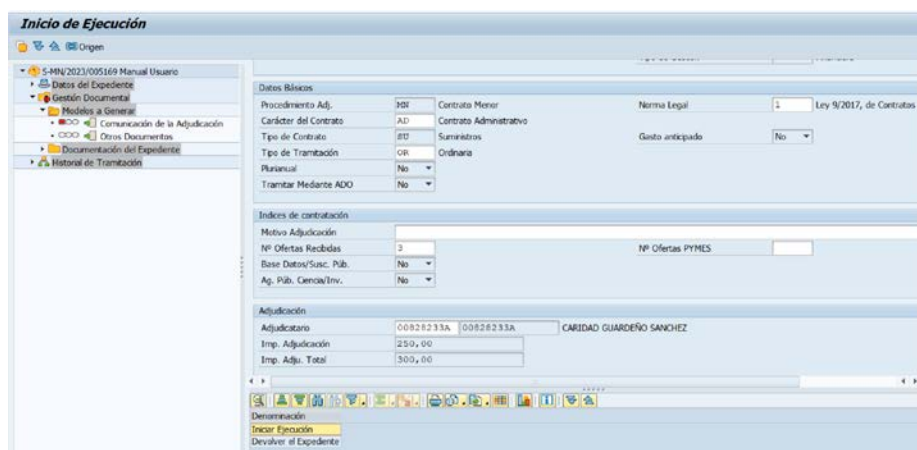 Inicio de Ejecución
Origen
S-MN/2023/005169 Manual Usuario
Datos del Expediente
Gestión Documental
Modelos a Generar
Comunicación de la Adjudicación
Otros Documentos
Documentación del Expediente
Historial de Tramitación
Datos Básicos
Procedimiento Adj. MN Contrato Menor Norma Legal 1 Ley 9/2017, de Contratos
Carácter del Contrato AD Contrato Administrativo
Tipo de Contrato SU Suministros Gasto anticipado No
Tipo de Tramitación OR Ordinaria
Plurianual No
Tramitar Mediante ADO No
Indices de contratación
Motivo Adjudicación
Nº Ofertas Recibidas 3 Nº Ofertas PYMES
Base Datos/Susc. Púb. No
Ag. Púb. Ciencia/Inv. No
Adjudicación
Adjudicatario 00828233A 00828233A CARIDAD GUARDEÑO SANCHEZ
Imp. Adjudicación 250,00
Imp. Adju. Total 300,00
Denominación
Iniciar Ejecución
Devolver el Expediente